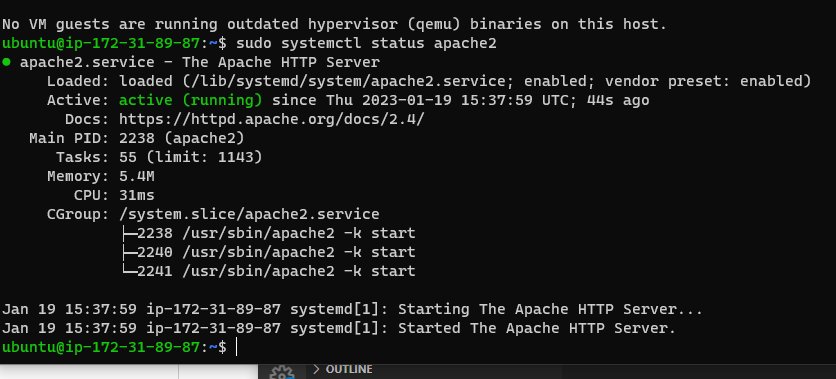 No VM guests are running outdated hypervisor (qemu) binaries on this host.
ubuntu@ip-172-31-89-87:~$ sudo systemctl status apache2
● apache2.service - The Apache HTTP Server
Loaded: loaded (/lib/systemd/system/apache2.service; enabled; vendor preset: enabled)
Active: active (running) since Thu 2023-01-19 15:37:59 UTC; 44s ago
Docs: https://httpd.apache.org/docs/2.4/
Main PID: 2238 (apache2)
Tasks: 55 (limit: 1143)
Memory: 5.4M
CPU: 31ms
CGroup: /system.slice/apache2.service
├─2238 /usr/sbin/apache2 -k start
├─2240 /usr/sbin/apache2 -k start
└─2241 /usr/sbin/apache2 -k start
Jan 19 15:37:59 ip-172-31-89-87 systemd[1]: Starting The Apache HTTP Server...
Jan 19 15:37:59 ip-172-31-89-87 systemd[1]: Started The Apache HTTP Server.
ubuntu@ip-172-31-89-87:~$
> OUTLINE